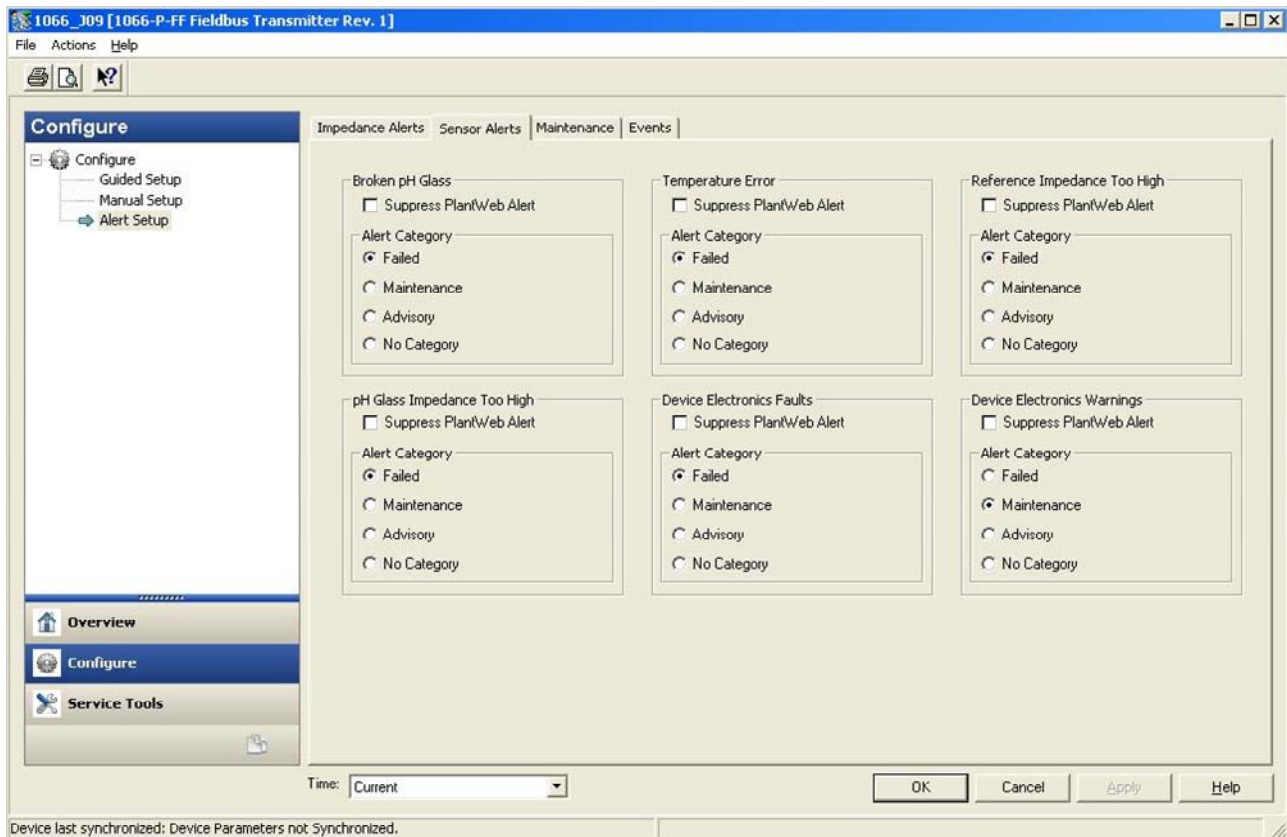 1066_J09 [1066-P-FF Fieldbus Transmitter Rev. 1]
File Actions Help
Configure
Configure
Guided Setup
Manual Setup
Alert Setup
Overview
Configure
Service Tools
Impedance Alerts Sensor Alerts Maintenance Events
Broken pH Glass
Suppress PlantWeb Alert
Alert Category
Failed
Maintenance
Advisory
No Category
Temperature Error
Suppress PlantWeb Alert
Alert Category
Failed
Maintenance
Advisory
No Category
Reference Impedance Too High
Suppress PlantWeb Alert
Alert Category
Failed
Maintenance
Advisory
No Category
pH Glass Impedance Too High
Suppress PlantWeb Alert
Alert Category
Failed
Maintenance
Advisory
No Category
Device Electronics Faults
Suppress PlantWeb Alert
Alert Category
Failed
Maintenance
Advisory
No Category
Device Electronics Warnings
Suppress PlantWeb Alert
Alert Category
Failed
Maintenance
Advisory
No Category
Time: Current
OK Cancel Apply Help
Device last synchronized: Device Parameters not Synchronized.